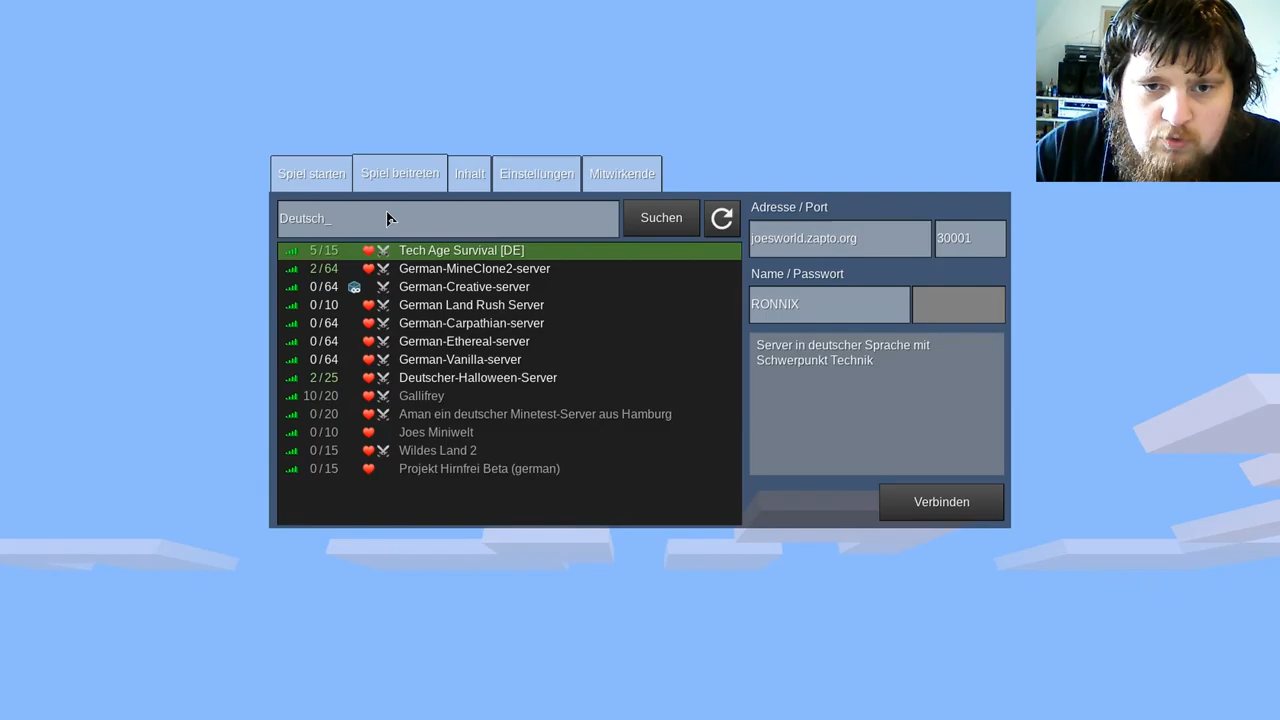 Spiel starten
Spiel beitreten
Inhalt
Einstellungen
Mitwirkende
Deutsch_
Suchen
5/15 Tech Age Survival [DE]
2/64 German-MineClone2-server
0/64 German-Creative-server
0/10 German Land Rush Server
0/64 German-Carpathian-server
0/64 German-Ethereal-server
0/64 German-Vanilla-server
2/25 Deutscher-Halloween-Server
10/20 Gallifrey
0/20 Aman ein deutscher Minetest-Server aus Hamburg
0/10 Joes Miniwelt
0/15 Wildes Land 2
0/15 Projekt Hirnfrei Beta (german)
Adresse / Port
joesworld.zapto.org 30001
Name / Passwort
RONNIX
Server in deutscher Sprache mit
Schwerpunkt Technik
Verbinden